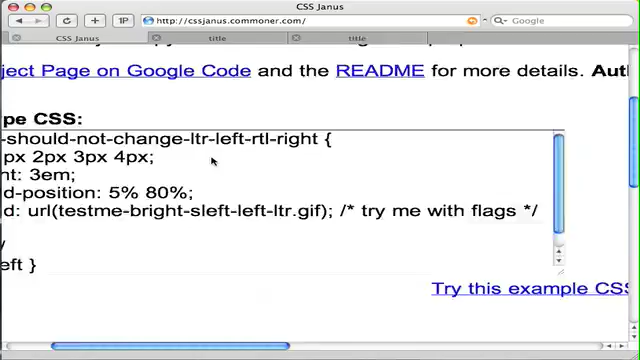 CSS Janus
http://cssjanus.commoner.com/
Google
CSS Janus
title
title
ject Page on Google Code and the README for more details. Aut
pe CSS:
-should-not-change-ltr-left-rtl-right {
px 2px 3px 4px;
nt: 3em;
d-position: 5% 80%;
d: url(testme-bright-sleft-left-ltr.gif); /* try me with flags */
/
eft }
Try this example CSS